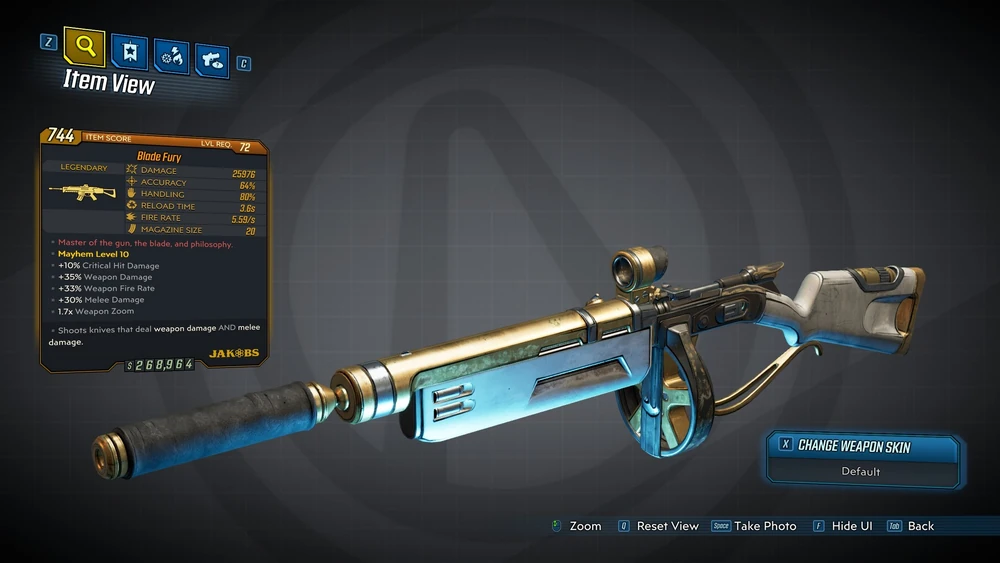 Z
C
Item View
744 ITEM SCORE LVL REQ. 72
Blade Fury
LEGENDARY
DAMAGE 25976
ACCURACY 64%
HANDLING 80%
RELOAD TIME 3.6s
FIRE RATE 5.59/s
MAGAZINE SIZE 20
Master of the gun, the blade, and philosophy.
Mayhem Level 10
+10% Critical Hit Damage
+35% Weapon Damage
+33% Weapon Fire Rate
+30% Melee Damage
1.7x Weapon Zoom
Shoots knives that deal weapon damage AND melee
damage.
JAKOBS
$ 268,964
X CHANGE WEAPON SKIN
Default
Zoom Q Reset View Space Take Photo F Hide UI Tab Back